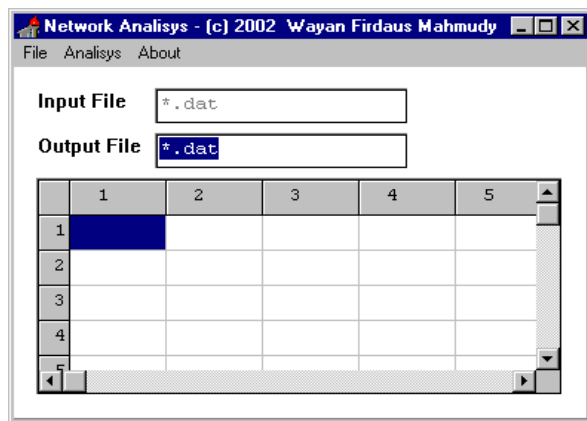 Network Analisys - (c) 2002 Wayan Firdaus Mahmudy
File Analisys About
Input File *.dat
Output File *.dat
1 2 3 4 5
1
2
3
4
5